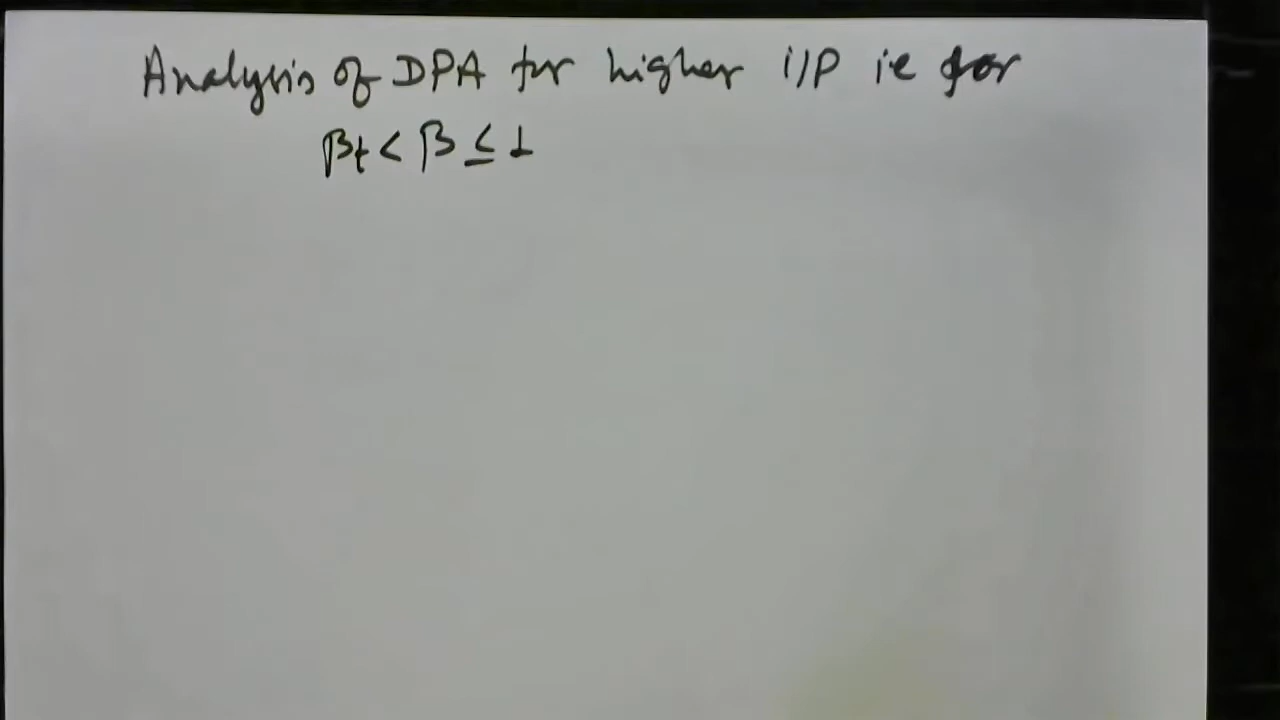 Analysis of DPA for higher i/P ie for
βt < β ≤ 1